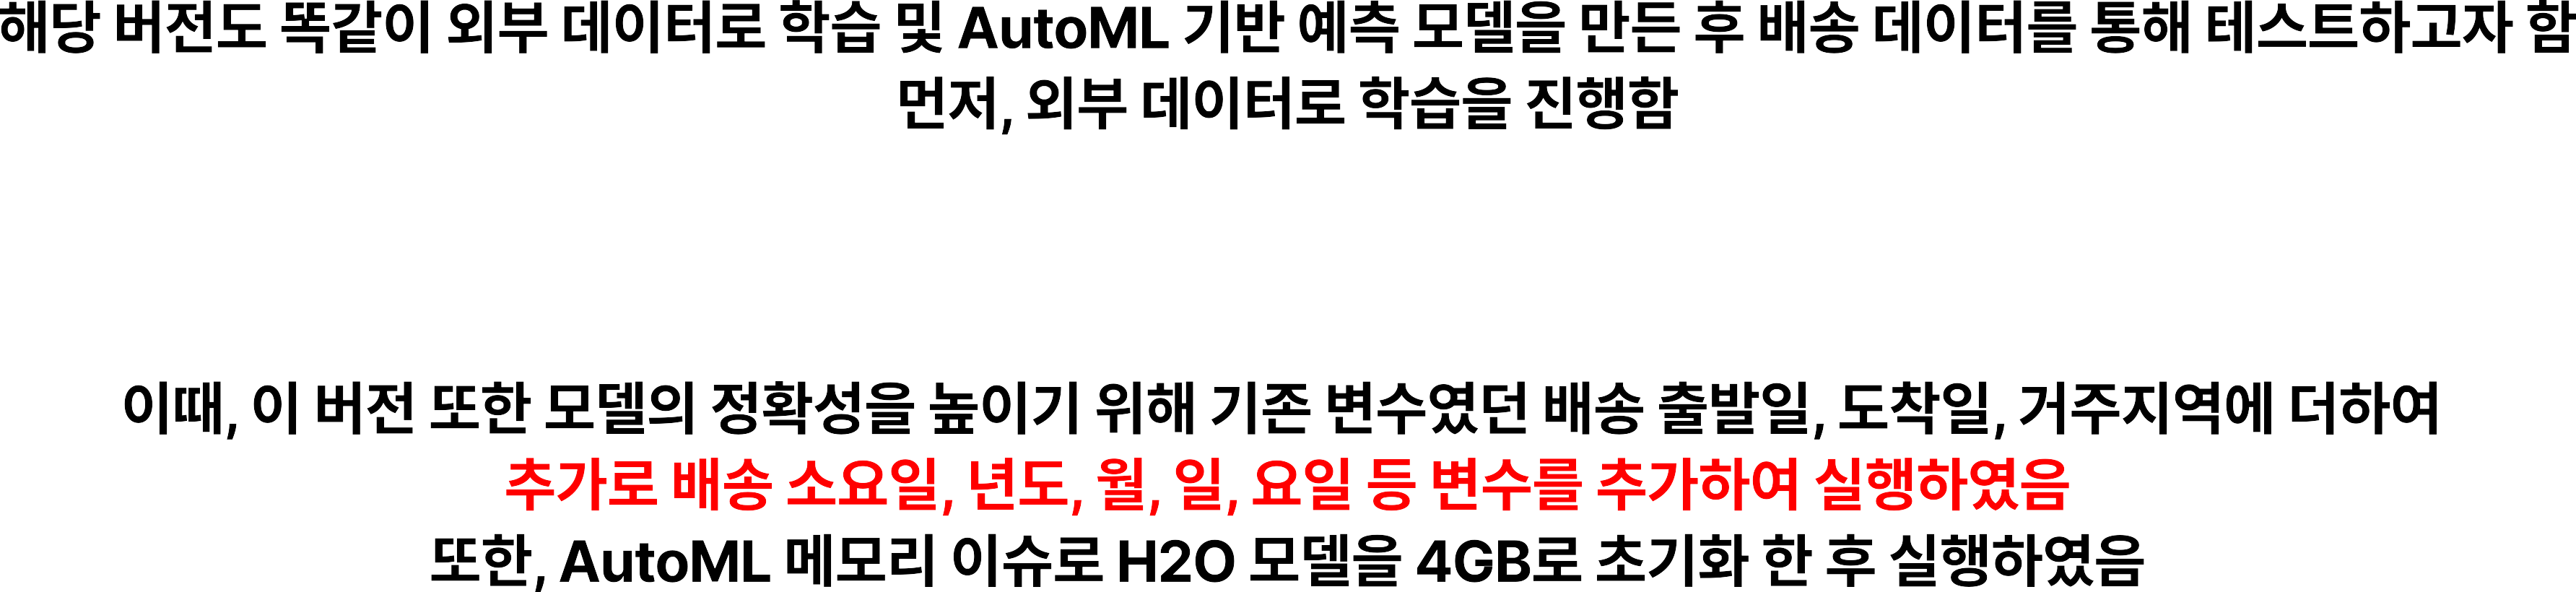 해당 버전도 똑같이 외부 데이터로 학습 및 AutoML 기반 예측 모델을 만든 후 배송 데이터를 통해 테스트하고자 함
먼저, 외부 데이터로 학습을 진행함
이때, 이 버전 또한 모델의 정확성을 높이기 위해 기존 변수였던 배송 출발일, 도착일, 거주지역에 더하여
추가로 배송 소요일, 년도, 월, 일, 요일 등 변수를 추가하여 실행하였음
또한, AutoML 메모리 이슈로 H2O 모델을 4GB로 초기화 한 후 실행하였음